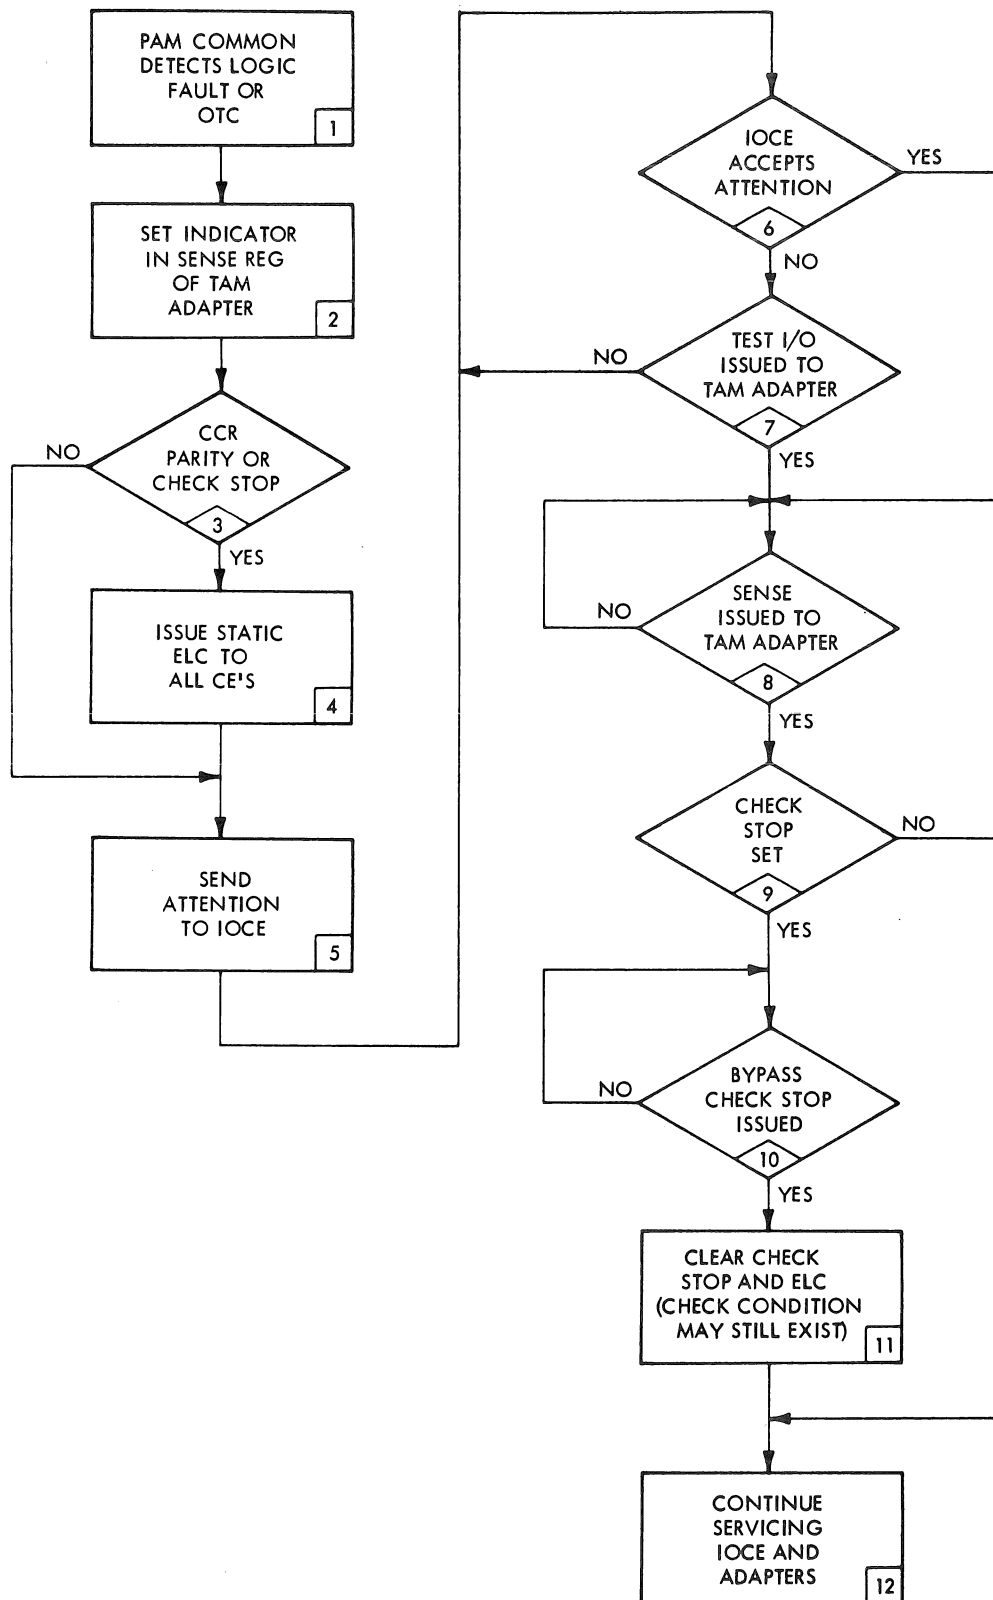 PAM COMMON
DETECTS LOGIC
FAULT OR
OTC
1
SET INDICATOR
IN SENSE REG
OF TAM
ADAPTER
2
CCR
PARITY OR
CHECK STOP
3
NO
YES
ISSUE STATIC
ELC TO
ALL CE'S
4
SEND
ATTENTION
TO IOCE
5
IOCE
ACCEPTS
ATTENTION
6
YES
NO
TEST I/O
ISSUED TO
TAM ADAPTER
7
NO
YES
SENSE
ISSUED TO
TAM ADAPTER
8
NO
YES
CHECK
STOP
SET
9
NO
YES
BYPASS
CHECK STOP
ISSUED
10
NO
YES
CLEAR CHECK
STOP AND ELC
(CHECK CONDITION
MAY STILL EXIST)
11
CONTINUE
SERVICING
IOCE AND
ADAPTERS
12